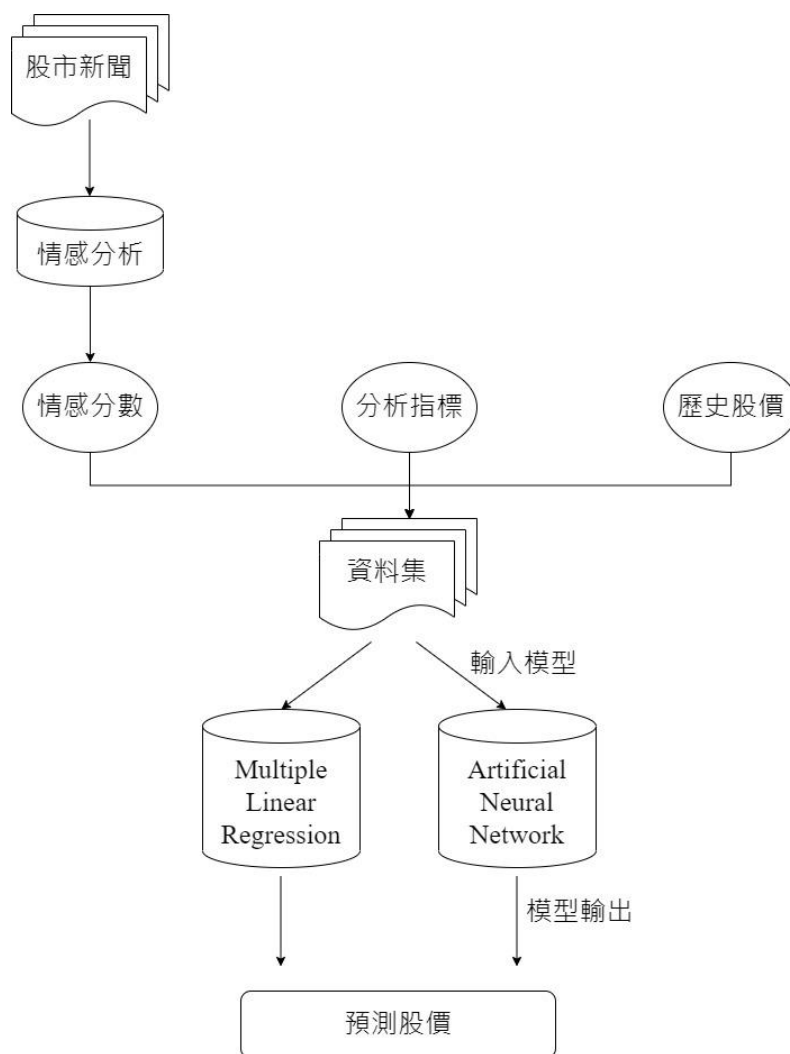 股市新聞
情感分析
情感分數
分析指標
歷史股價
資料集
輸入模型
Multiple
Linear
Regression
Artificial
Neural
Network
模型輸出
預測股價